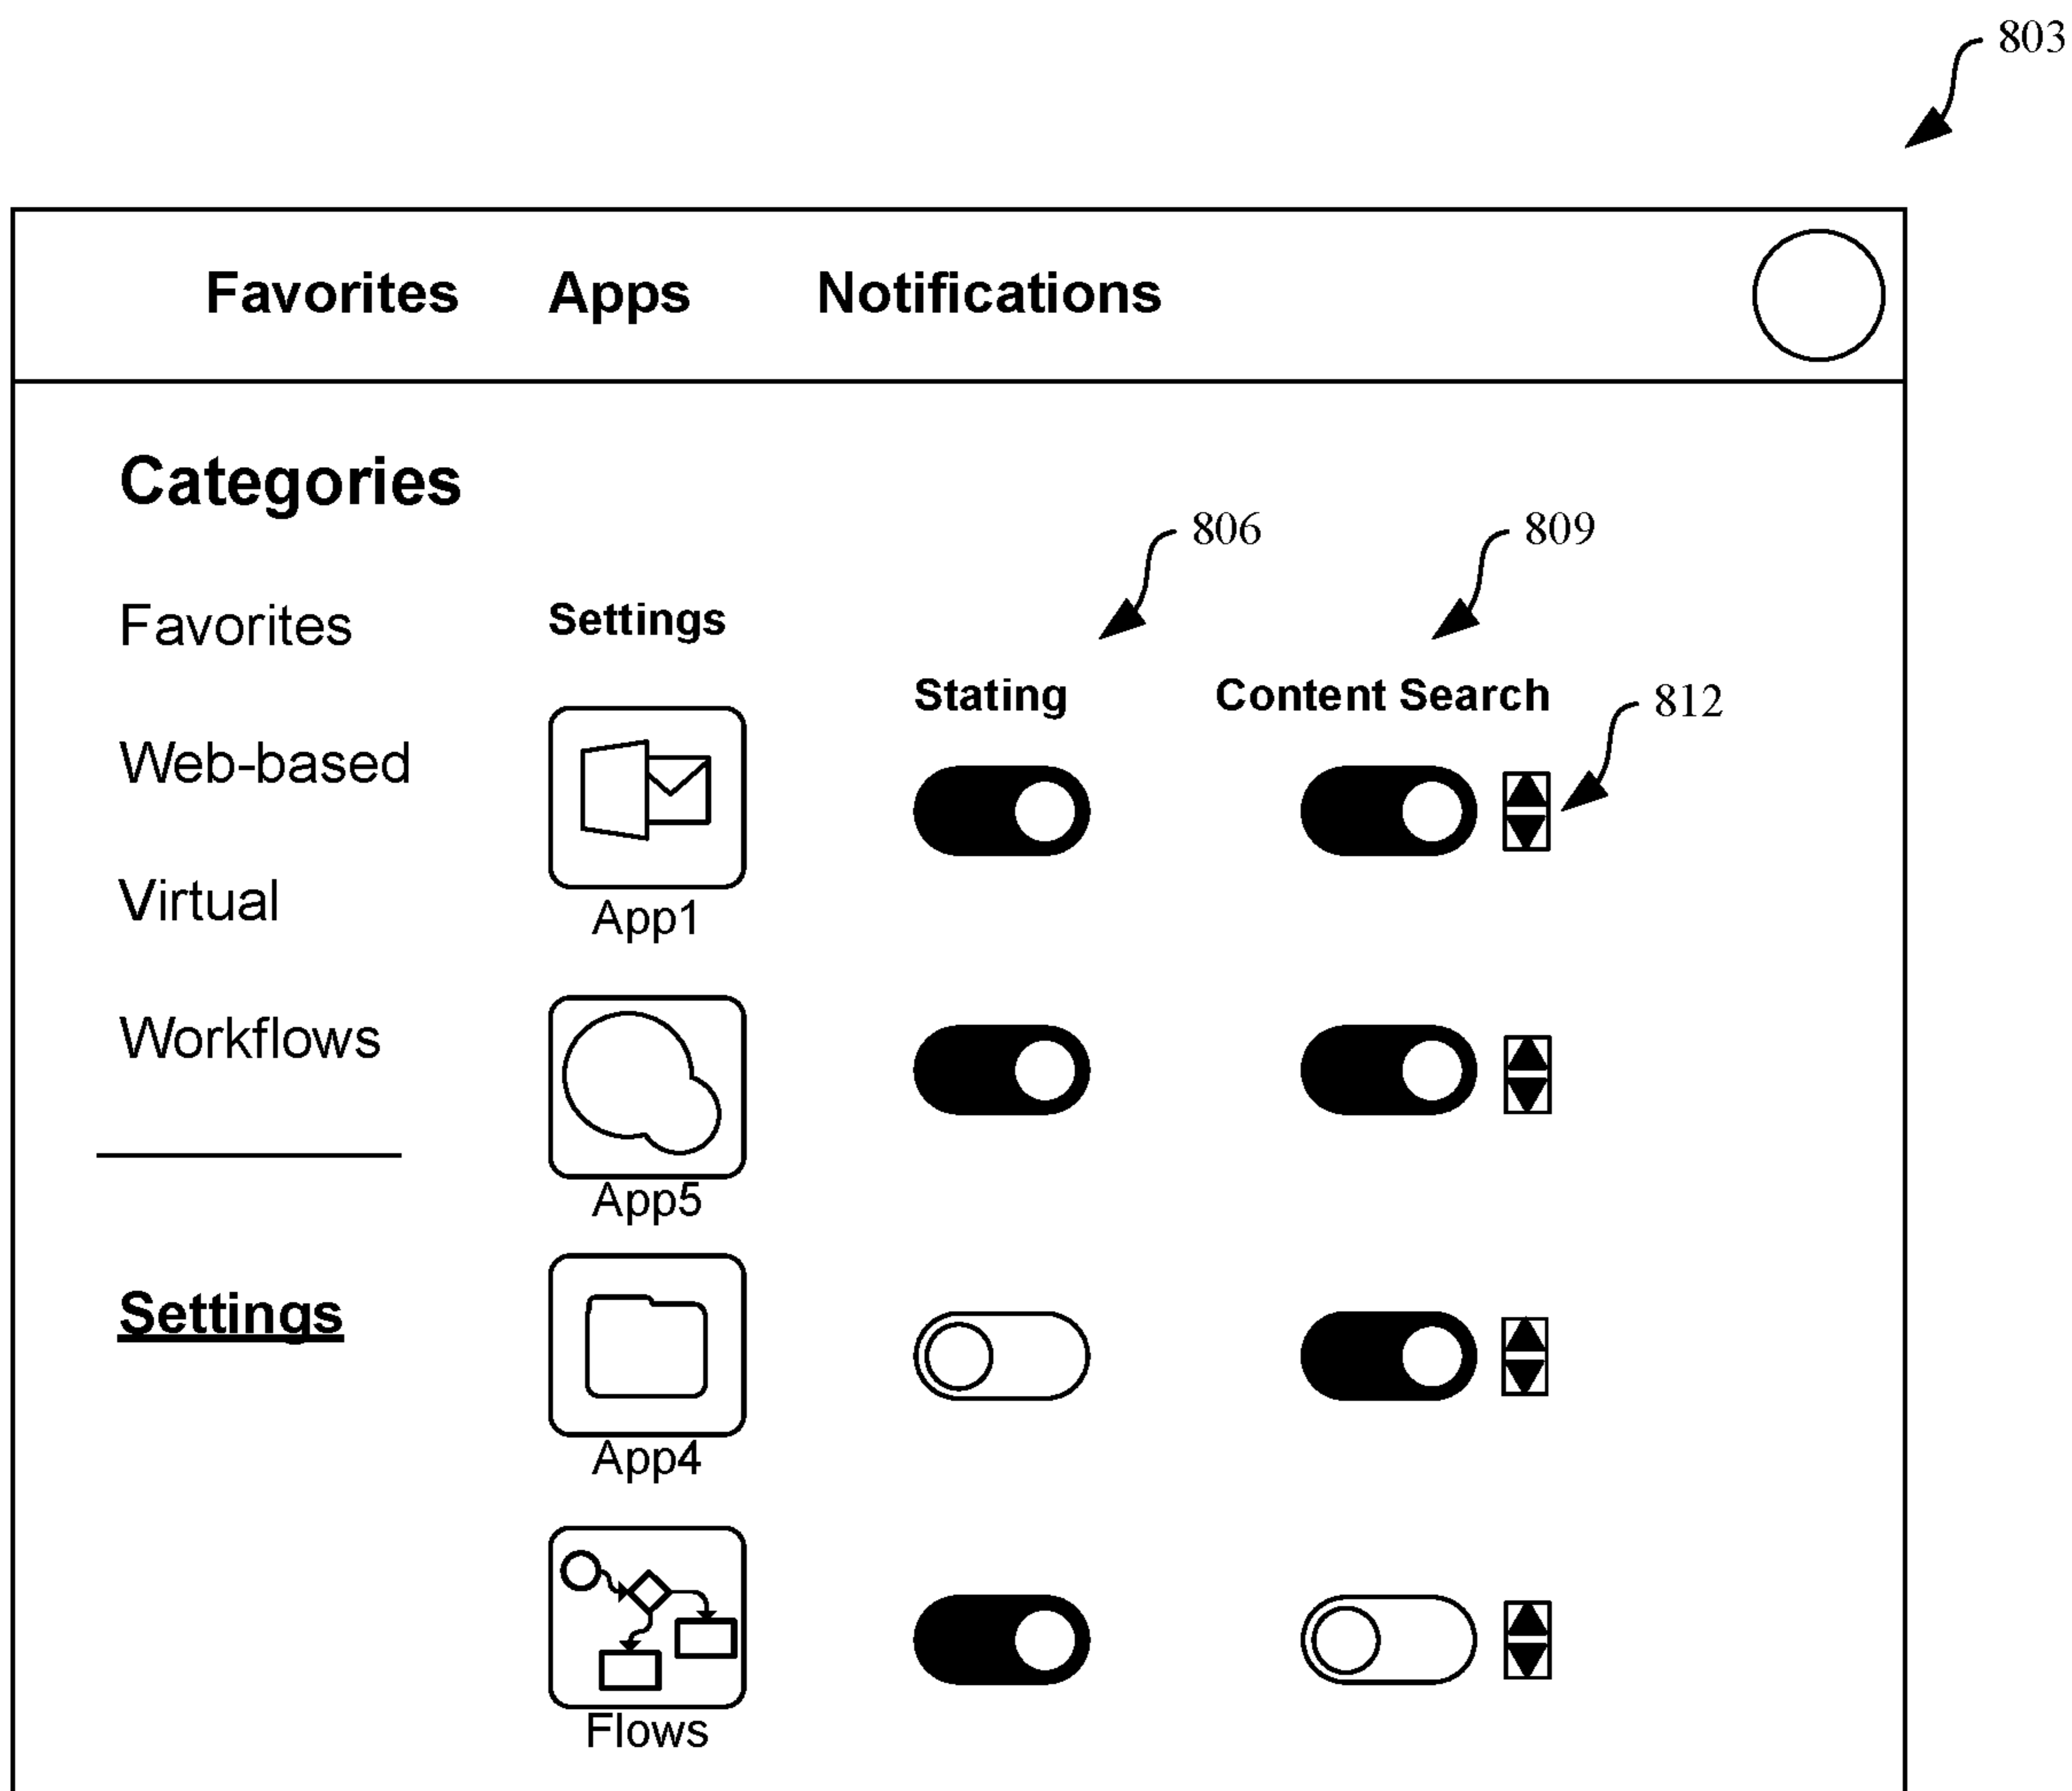 803
Favorites Apps Notifications
Categories
806 809
Favorites Settings
Stating Content Search 812
Web-based
Virtual App1
Workflows
App5
Settings
App4
Flows